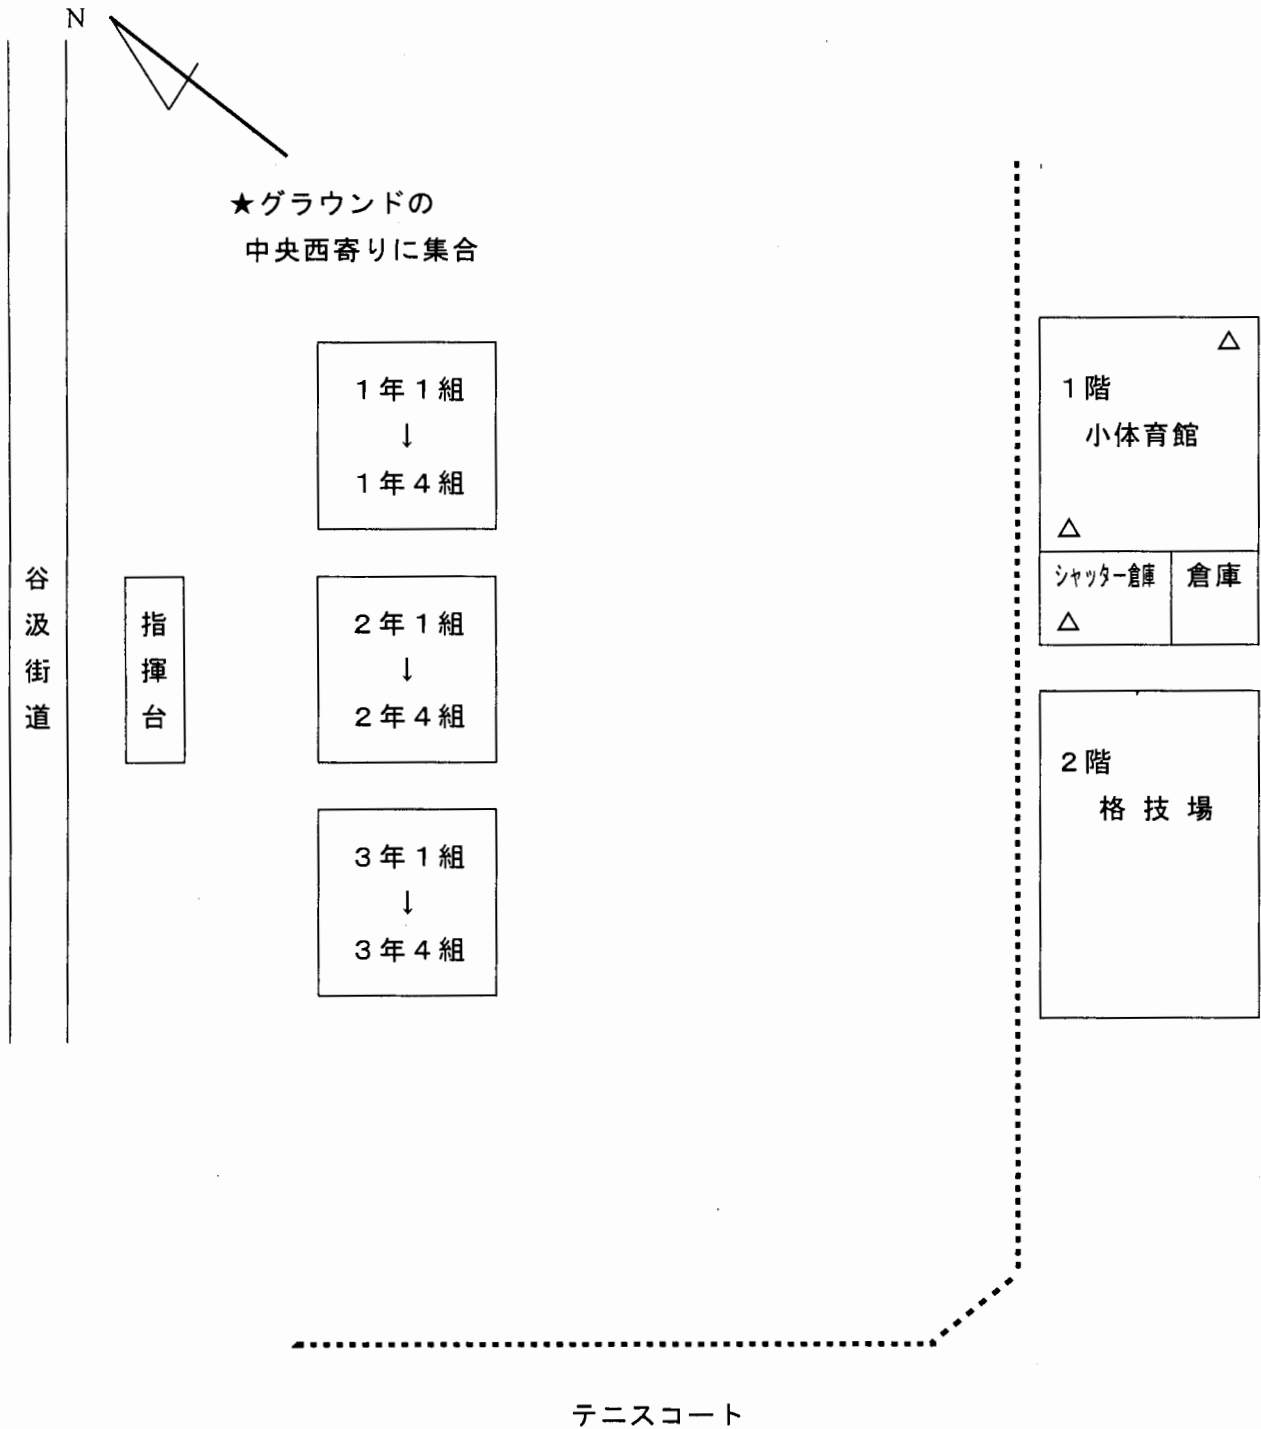 N
★グラウンドの
中央西寄りに集合
1年1組
↓
1年4組
2年1組
↓
2年4組
3年1組
↓
3年4組
谷汲街道
指揮台
△
1階
小体育館
△
シャッター倉庫
倉庫
△
2階
格技場
テニスコート